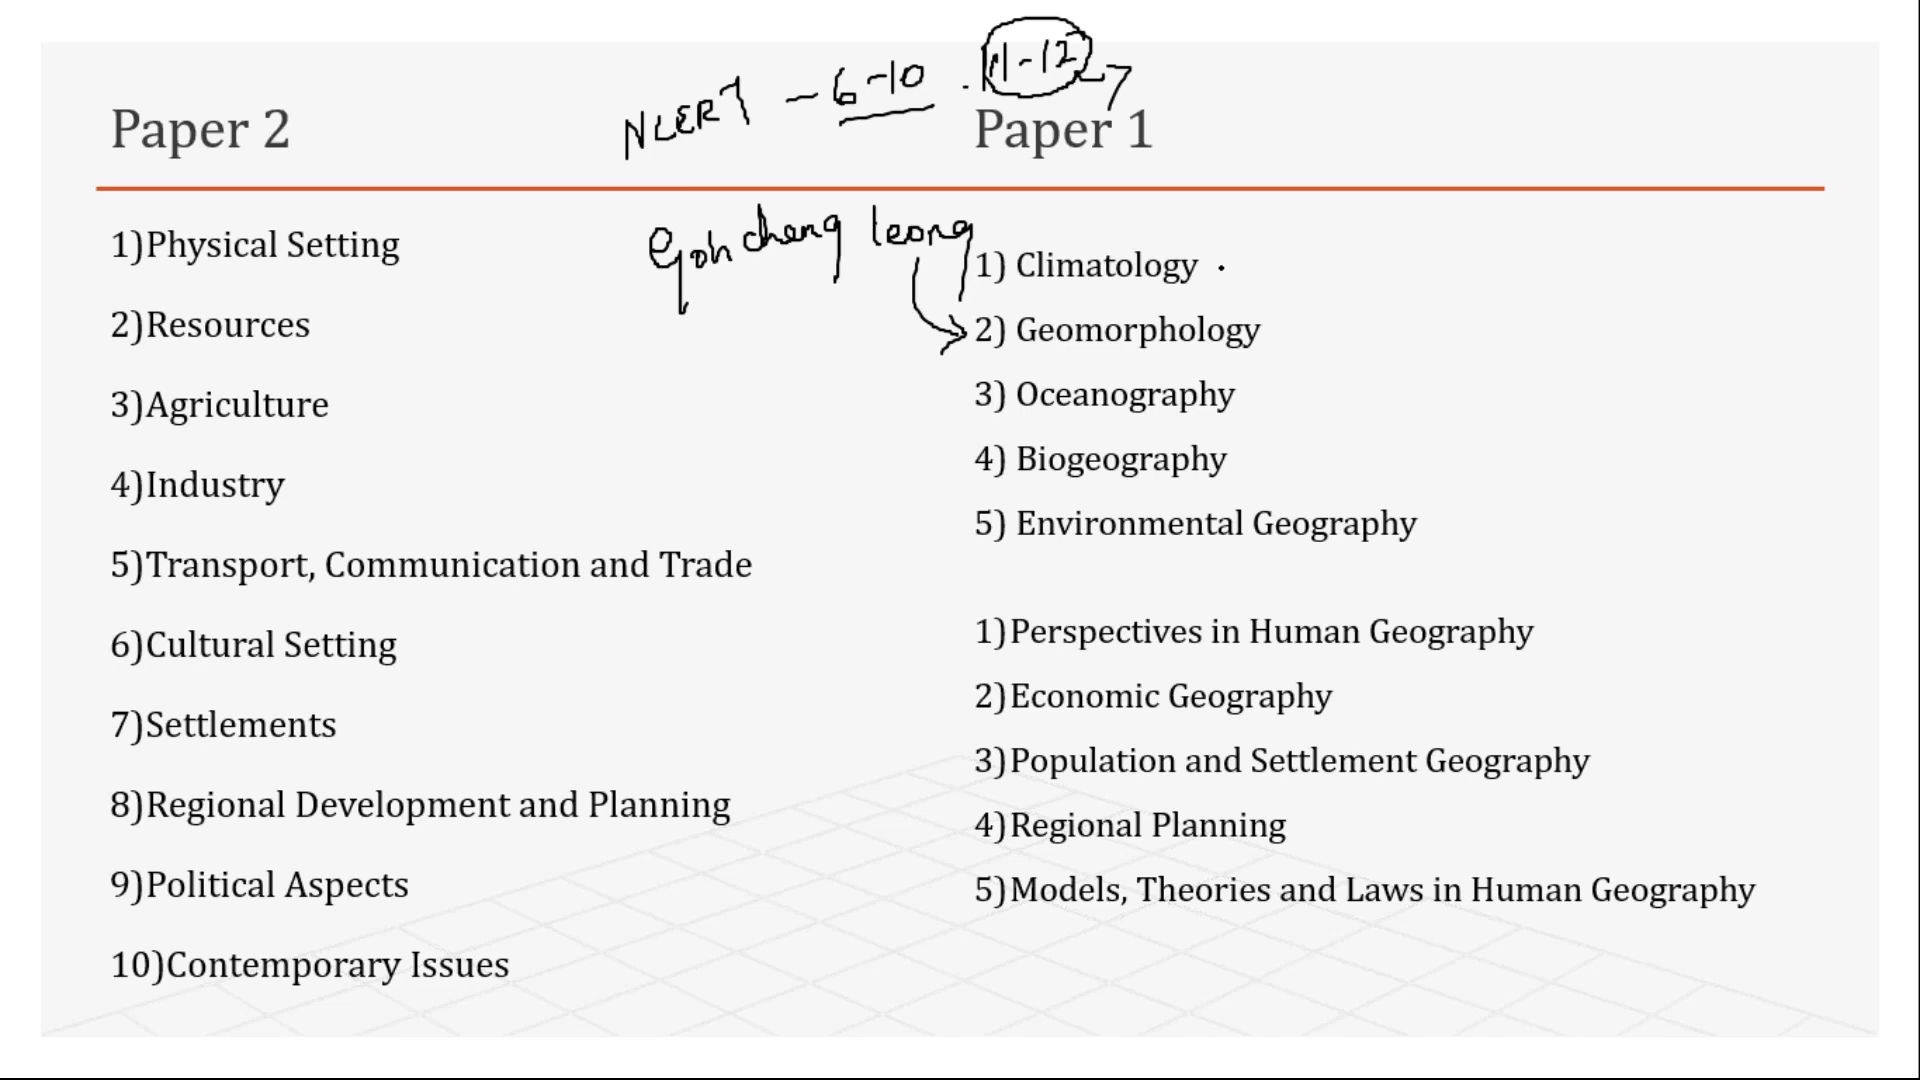 NCERT - 6-10 . 11-12
Paper 2
Paper 1
Goh cheng leong
1)Physical Setting
2)Resources
3)Agriculture
4)Industry
5)Transport, Communication and Trade
6)Cultural Setting
7)Settlements
8)Regional Development and Planning
9)Political Aspects
10)Contemporary Issues
1) Climatology
2) Geomorphology
3) Oceanography
4) Biogeography
5) Environmental Geography
1)Perspectives in Human Geography
2)Economic Geography
3)Population and Settlement Geography
4)Regional Planning
5)Models, Theories and Laws in Human Geography